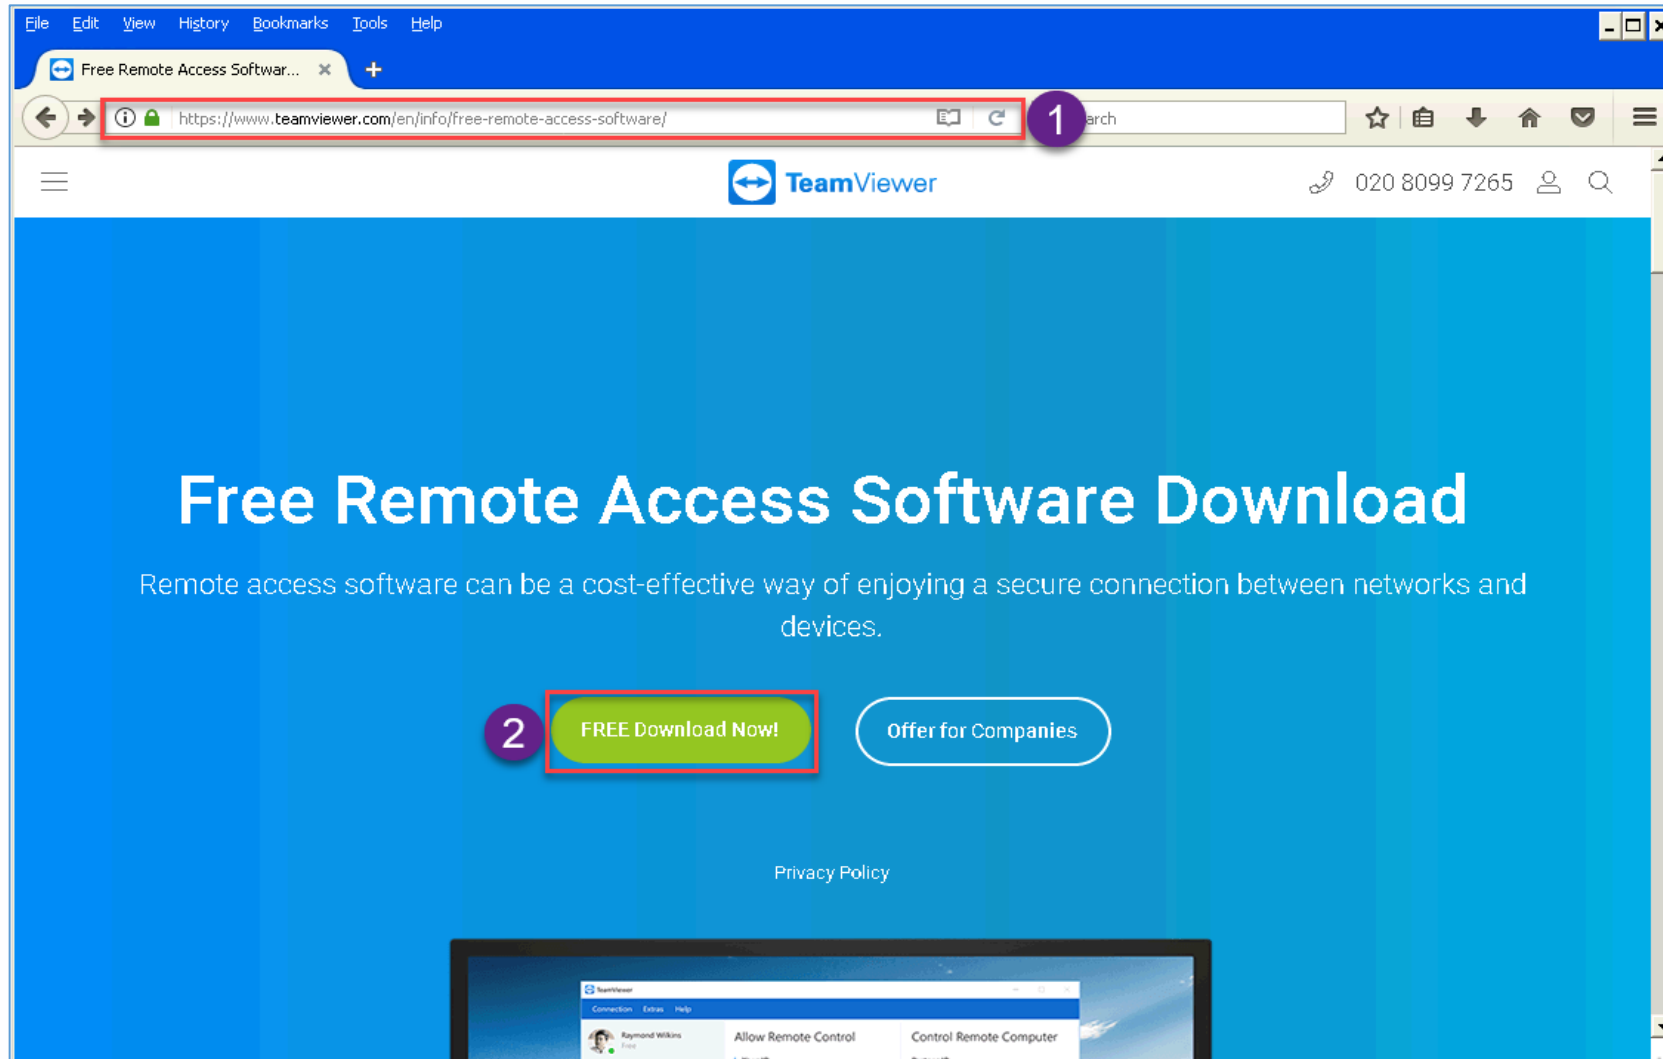 File Edit View History Bookmarks Tools Help
Free Remote Access Softwar...
https://www.teamviewer.com/en/info/free-remote-access-software/
1
arch
TeamViewer
020 8099 7265
Free Remote Access Software Download
Remote access software can be a cost-effective way of enjoying a secure connection between networks and
devices.
2
FREE Download Now!
Offer for Companies
Privacy Policy
TeamViewer
Connection Extras Help
Raymond Wilkins
Free
Allow Remote Control
Control Remote Computer